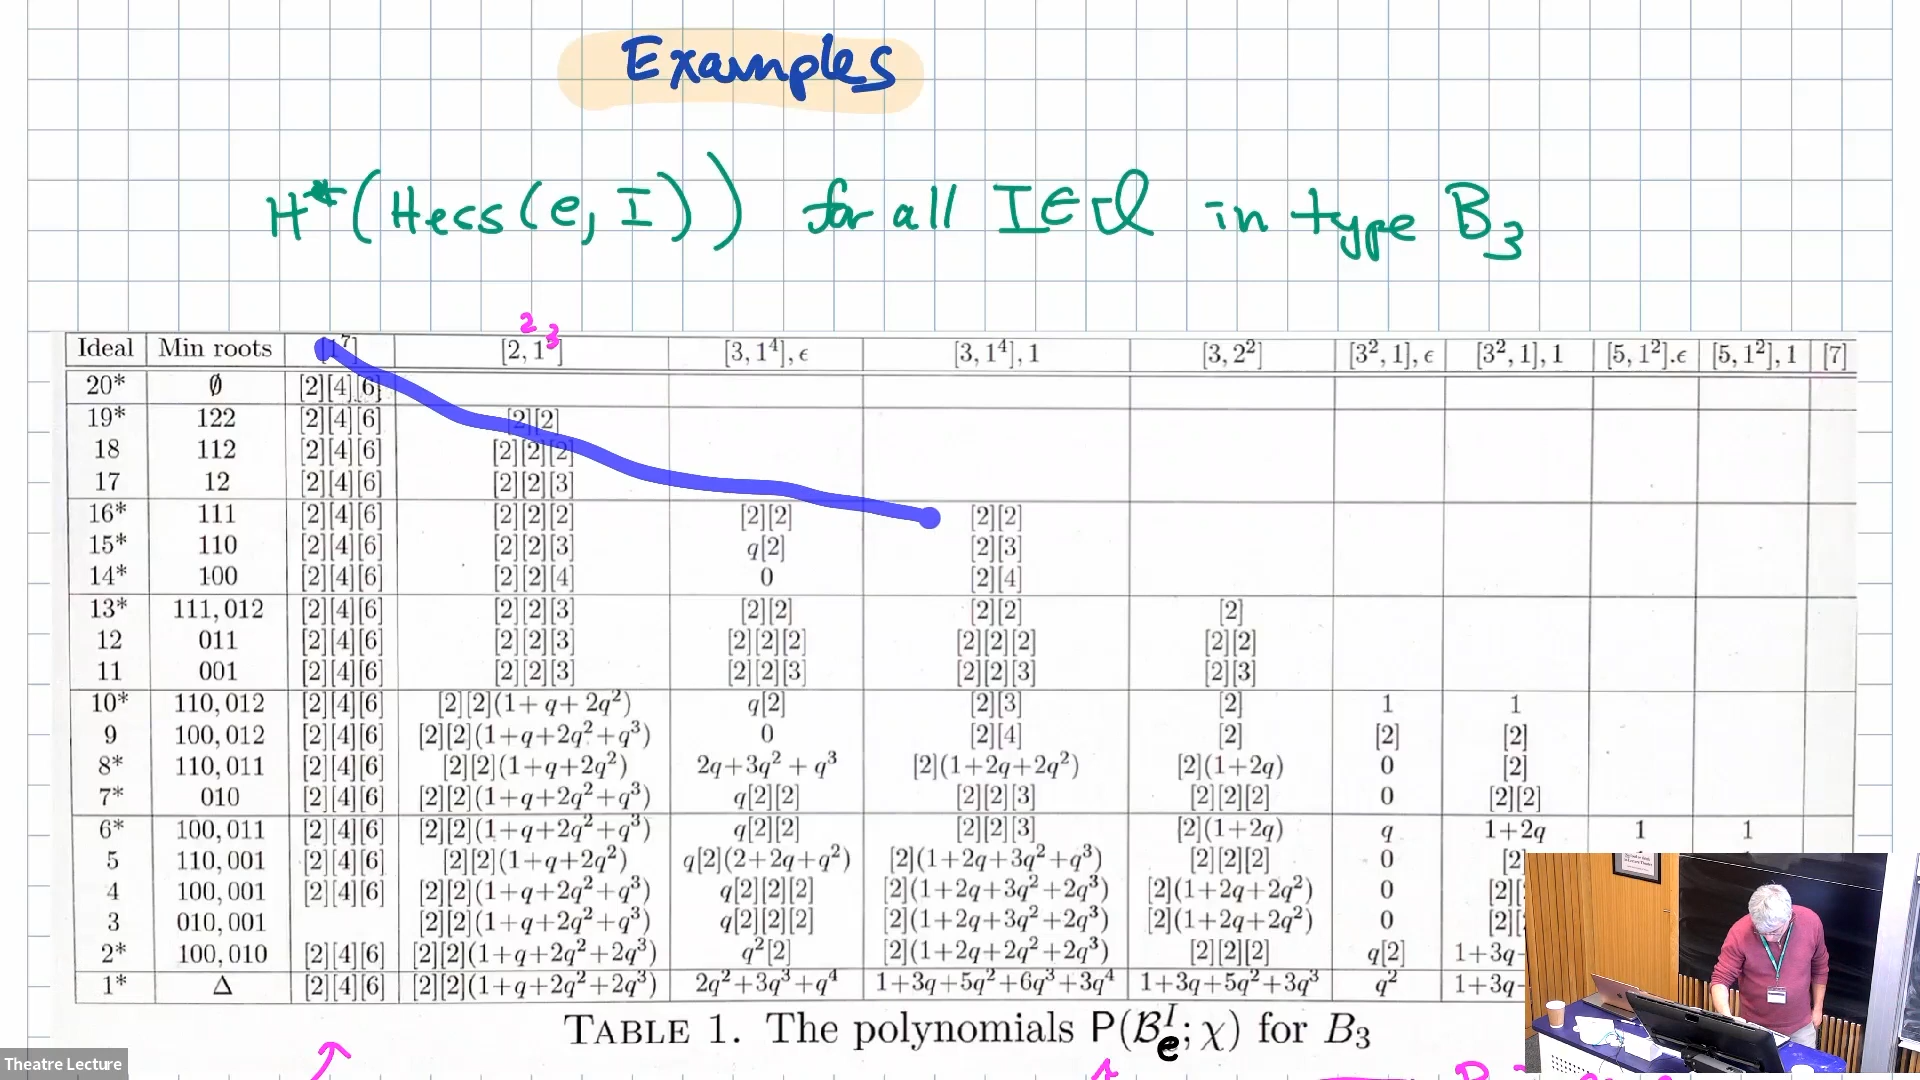 Examples
H*(Hess(e, I)) for all I ∈ 𝓘 in type B₃
2 3
Ideal | Min roots | [1⁷] | [2, 1³] | [3, 1⁴], ϵ | [3, 1⁴], 1 | [3, 2²] | [3², 1], ϵ | [3², 1], 1 | [5, 1²].ϵ | [5, 1²], 1 | [7]
20* | ∅ | [2][4][6]
19* | 122 | [2][4][6] | [2][2]
18 | 112 | [2][4][6] | [2][2][2]
17 | 12 | [2][4][6] | [2][2][3]
16* | 111 | [2][4][6] | [2][2][2] | [2][2] | [2][2]
15* | 110 | [2][4][6] | [2][2][3] | q[2] | [2][3]
14* | 100 | [2][4][6] | [2][2][4] | 0 | [2][4]
13* | 111, 012 | [2][4][6] | [2][2][3] | [2][2] | [2][2] | [2]
12 | 011 | [2][4][6] | [2][2][3] | [2][2][2] | [2][2][2] | [2][2]
11 | 001 | [2][4][6] | [2][2][3] | [2][2][3] | [2][2][3] | [2][3]
10* | 110, 012 | [2][4][6] | [2][2](1+q+2q²) | q[2] | [2][3] | [2] | 1 | 1
9 | 100, 012 | [2][4][6] | [2][2](1+q+2q²+q³) | 0 | [2][4] | [2] | [2] | [2]
8* | 110, 011 | [2][4][6] | [2][2](1+q+2q²) | 2q+3q²+q³ | [2](1+2q+2q²) | [2](1+2q) | 0 | [2]
7* | 010 | [2][4][6] | [2][2](1+q+2q²+q³) | q[2][2] | [2][2][3] | [2][2][2] | 0 | [2][2]
6* | 100, 011 | [2][4][6] | [2][2](1+q+2q²+q³) | q[2][2] | [2][2][3] | [2](1+2q) | q | 1+2q | 1 | 1
5 | 110, 001 | [2][4][6] | [2][2](1+q+2q²) | q[2](2+2q+q²) | [2](1+2q+3q²+q³) | [2][2][2] | 0 | [2]
4 | 100, 001 | [2][4][6] | [2][2](1+q+2q²+q³) | q[2][2][2] | [2](1+2q+3q²+2q³) | [2](1+2q+2q²) | 0 | [2][
3 | 010, 001 | [2][2](1+q+2q²+q³) | q[2][2][2] | [2](1+2q+3q²+2q³) | [2](1+2q+2q²) | 0 | [2][
2* | 100, 010 | [2][4][6] | [2][2](1+q+2q²+2q³) | q²[2] | [2](1+2q+2q²+2q³) | [2][2][2] | q[2] | 1+3q-
1* | Δ | [2][4][6] | [2][2](1+q+2q²+2q³) | 2q²+3q³+q⁴ | 1+3q+5q²+6q³+3q⁴ | 1+3q+5q²+3q³ | q² | 1+3q-
TABLE 1. The polynomials P(𝓑ₑᴵ; χ) for B₃
Theatre Lecture